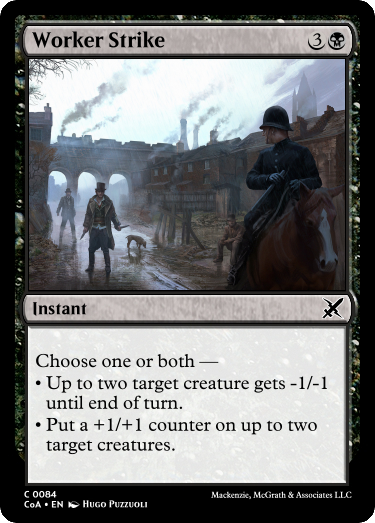 Worker Strike 3
Instant
Choose one or both —
• Up to two target creature gets -1/-1
until end of turn.
• Put a +1/+1 counter on up to two
target creatures.
C 0084
CoA • EN Hugo Puzzuoli
Mackenzie, McGrath & Associates LLC